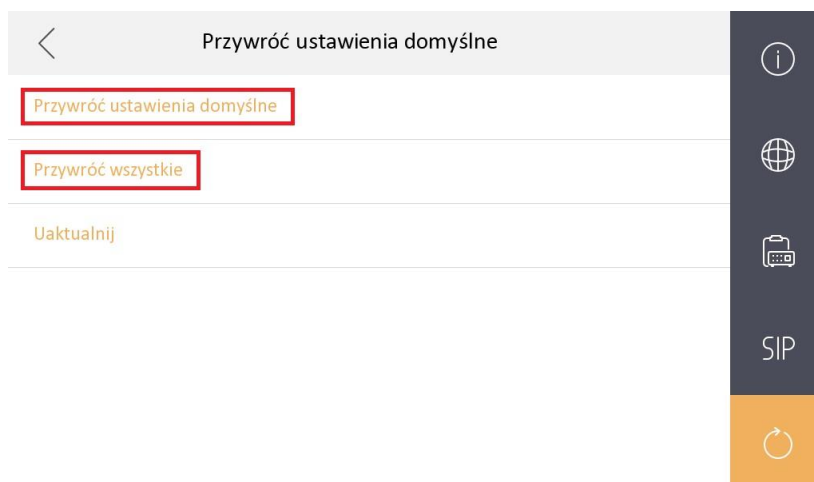 Przywróć ustawienia domyślne
Przywróć ustawienia domyślne
Przywróć wszystkie
Uaktualnij
SIP